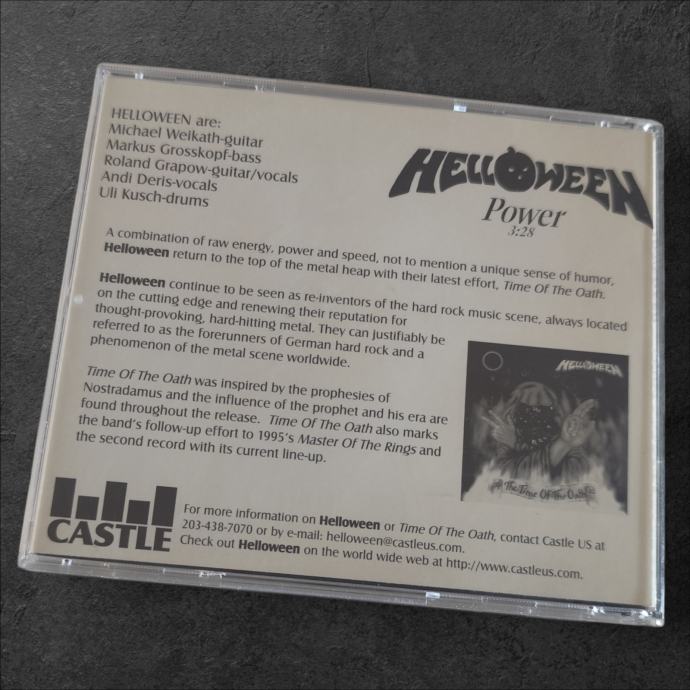 HELLOWEEN are:
Michael Weikath-guitar
Markus Grosskopf-bass
Roland Grapow-guitar/vocals
Andi Deris-vocals
Uli Kusch-drums
HELLOWEEN
Power
3:28
A combination of raw energy, power and speed, not to mention a unique sense of humor,
Helloween return to the top of the metal heap with their latest effort, Time Of The Oath.
Helloween continue to be seen as re-inventors of the hard rock music scene, always located
on the cutting edge and renewing their reputation for
thought-provoking, hard-hitting metal. They can justifiably be
referred to as the forerunners of German hard rock and a
phenomenon of the metal scene worldwide.
Time Of The Oath was inspired by the prophesies of
Nostradamus and the influence of the prophet and his era are
found throughout the release. Time Of The Oath also marks
the band's follow-up effort to 1995's Master Of The Rings and
the second record with its current line-up.
HELLOWEEN
The Time Of The Oath
CASTLE
For more information on Helloween or Time Of The Oath, contact Castle US at
203-438-7070 or by e-mail: helloween@castleus.com.
Check out Helloween on the world wide web at http://www.castleus.com.